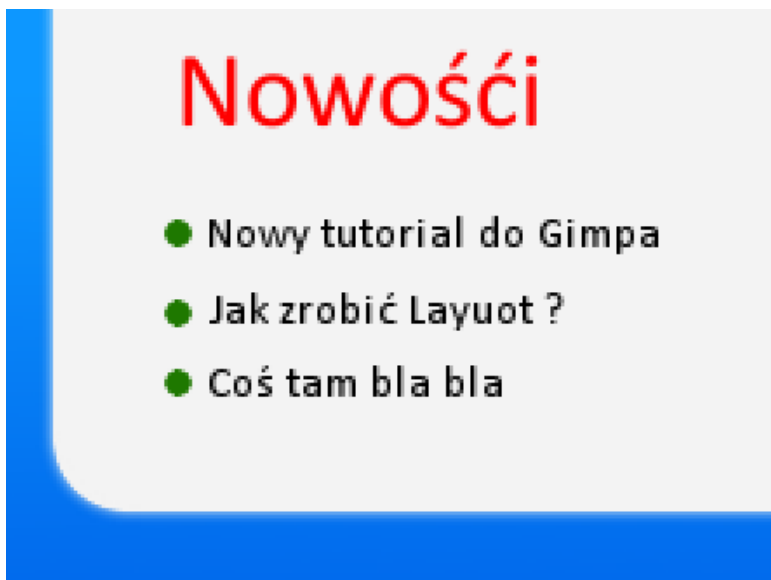 Nowośći
Nowy tutorial do Gimpa
Jak zrobić Layuot ?
Coś tam bla bla